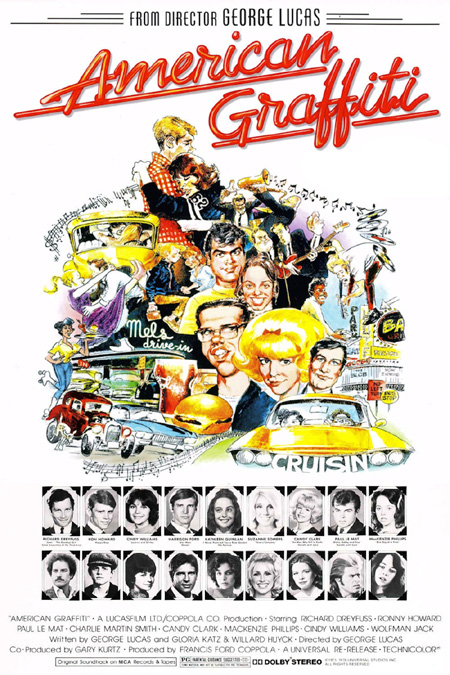 FROM DIRECTOR GEORGE LUCAS
American
Graffiti
Mel's
drive-in
CRUISIN'
RICHARD DREYFUSS
RON HOWARD
CINDY WILLIAMS
HARRISON FORD
KATHLEEN QUINLAN
SUZANNE SOMERS
CANDY CLARK
PAUL LE MAT
MACKENZIE PHILLIPS
"AMERICAN GRAFFITI" • A LUCASFILM LTD/COPPOLA CO. Production • Starring RICHARD DREYFUSS • RONNY HOWARD
PAUL LE MAT • CHARLIE MARTIN SMITH • CANDY CLARK • MACKENZIE PHILLIPS • CINDY WILLIAMS • WOLFMAN JACK
Written by GEORGE LUCAS and GLORIA KATZ & WILLARD HUYCK • Directed by GEORGE LUCAS
Co-Produced by GARY KURTZ • Produced by FRANCIS FORD COPPOLA • A UNIVERSAL RE-RELEASE • TECHNICOLOR®
Original Soundtrack on MCA Records & Tapes
PG PARENTAL GUIDANCE SUGGESTED
DOLBY STEREO